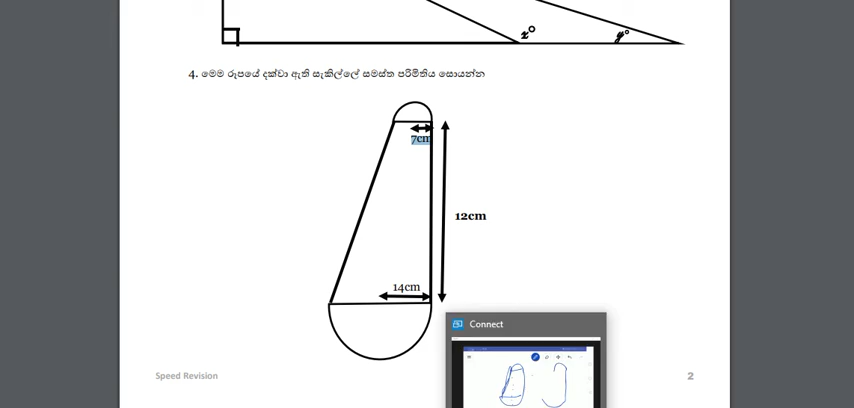 x°
y°
4. මෙම රූපයේ දක්වා ඇති සැකිල්ලේ සමස්ත පරිමිතිය සොයන්න
7cm
12cm
14cm
Connect
Speed Revision
2